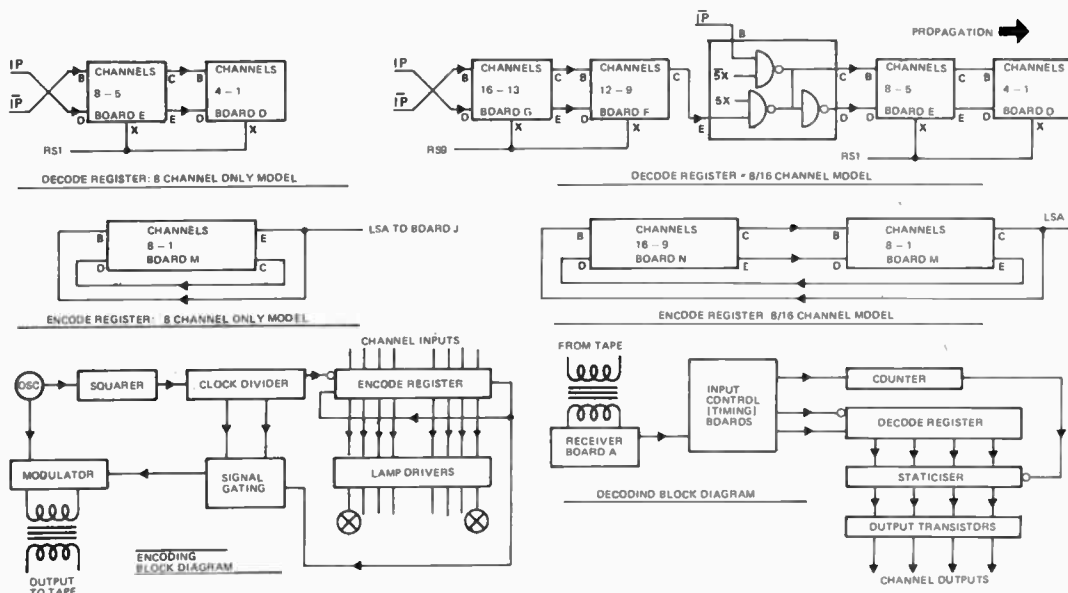 IP
IP
B
D
CHANNELS
8 – 5
BOARD E
X
C
E
B
D
CHANNELS
4 – 1
BOARD D
X
RS1
DECODE REGISTER: 8 CHANNEL ONLY MODEL
IP
IP
B
D
CHANNELS
16 – 13
BOARD G
X
C
E
B
D
CHANNELS
12 – 9
BOARD F
X
C
RS9
IP
B
5X
5X
E
C
D
B
D
CHANNELS
8 – 5
BOARD E
X
C
E
B
D
CHANNELS
4 – 1
BOARD D
X
RS1
PROPAGATION
DECODE REGISTER - 8/16 CHANNEL MODEL
B
D
CHANNELS
8 – 1
BOARD M
E
C
LSA TO BOARD J
ENCODE REGISTER: 8 CHANNEL ONLY MODEL
B
D
CHANNELS
16 – 9
BOARD N
C
E
B
D
CHANNELS
8 – 1
BOARD M
C
E
LSA
ENCODE REGISTER 8/16 CHANNEL MODEL
CHANNEL INPUTS
OSC
SQUARER
CLOCK DIVIDER
ENCODE REGISTER
MODULATOR
SIGNAL
GATING
LAMP DRIVERS
OUTPUT
TO TAPE
ENCODING
BLOCK DIAGRAM
FROM TAPE
RECEIVER
BOARD A
INPUT
CONTROL
[TIMING]
BOARDS
COUNTER
DECODE REGISTER
STATICISER
OUTPUT TRANSISTORS
CHANNEL OUTPUTS
DECODIND BLOCK DIAGRAM